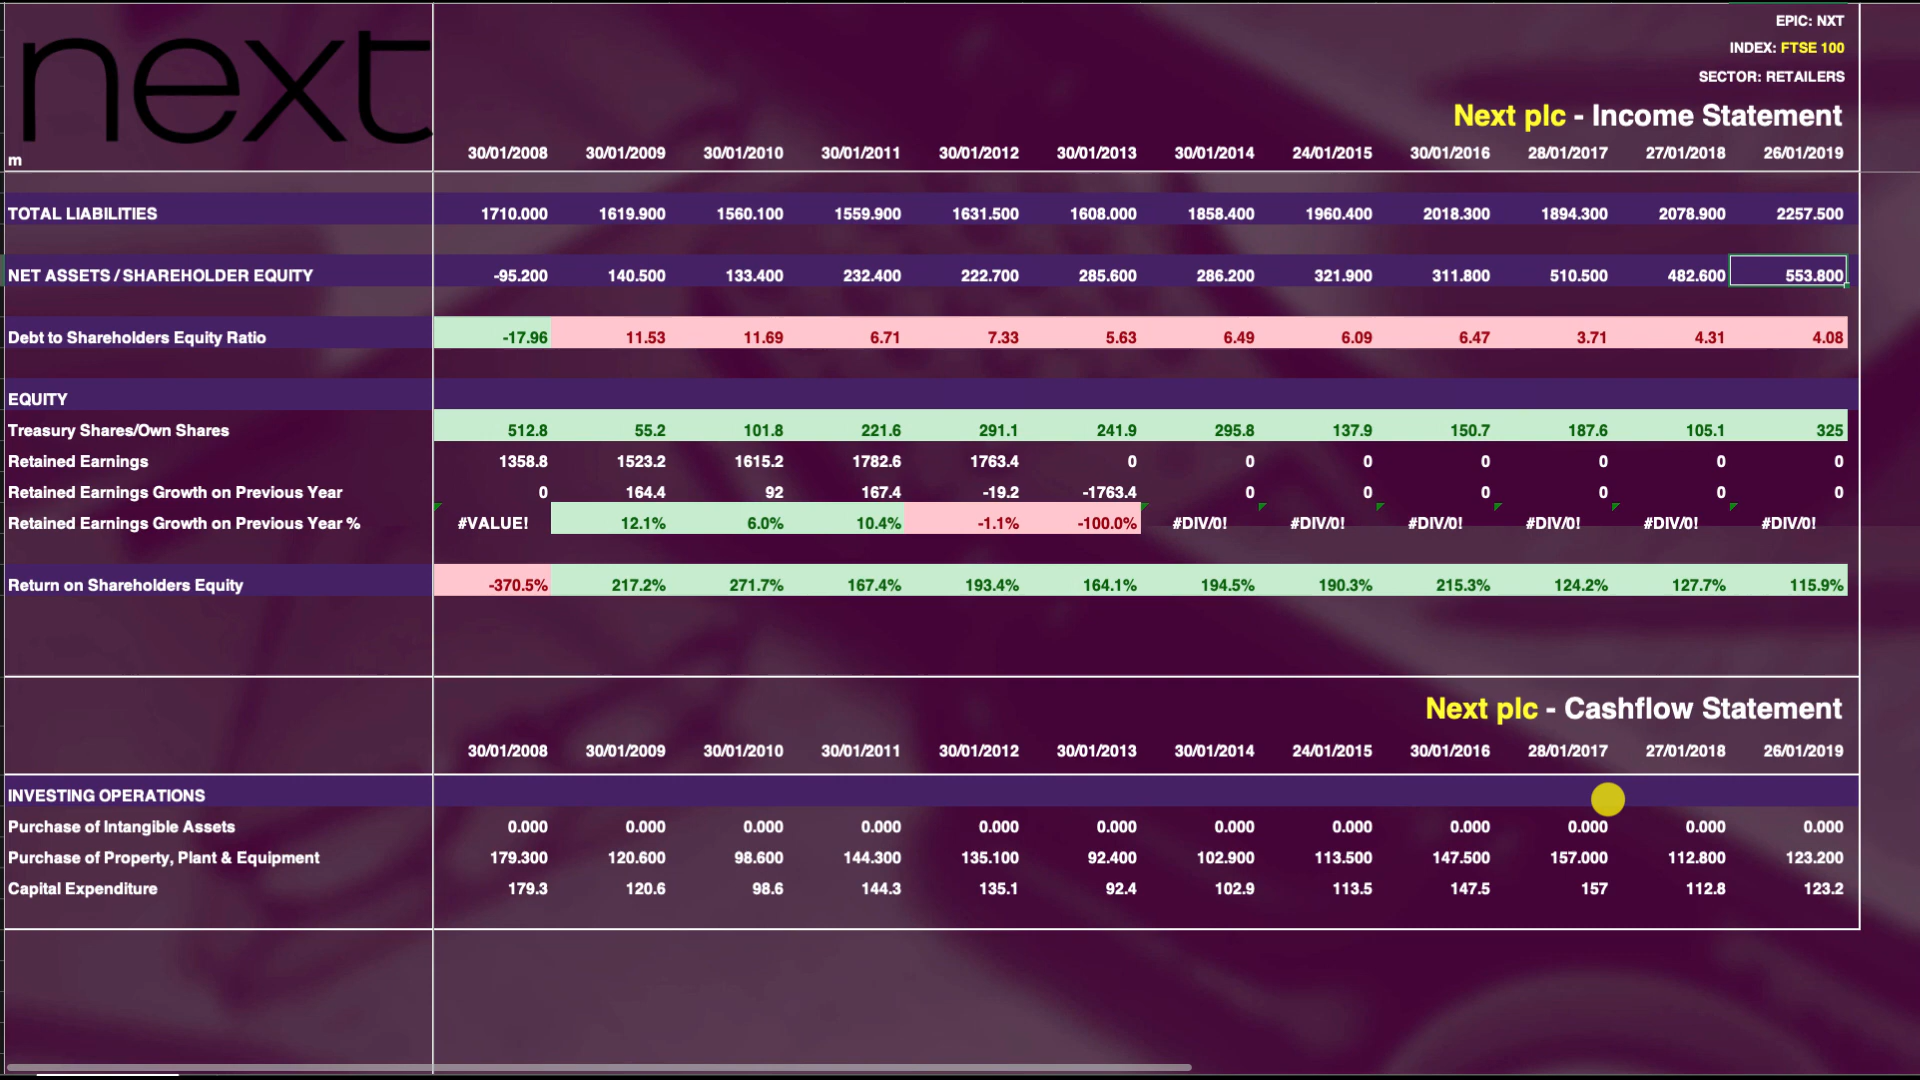 next
EPIC: NXT
INDEX: FTSE 100
SECTOR: RETAILERS
Next plc - Income Statement
m 30/01/2008 30/01/2009 30/01/2010 30/01/2011 30/01/2012 30/01/2013 30/01/2014 24/01/2015 30/01/2016 28/01/2017 27/01/2018 26/01/2019
TOTAL LIABILITIES 1710.000 1619.900 1560.100 1559.900 1631.500 1608.000 1858.400 1960.400 2018.300 1894.300 2078.900 2257.500
NET ASSETS / SHAREHOLDER EQUITY -95.200 140.500 133.400 232.400 222.700 285.600 286.200 321.900 311.800 510.500 482.600 553.800
Debt to Shareholders Equity Ratio -17.96 11.53 11.69 6.71 7.33 5.63 6.49 6.09 6.47 3.71 4.31 4.08
EQUITY
Treasury Shares/Own Shares 512.8 55.2 101.8 221.6 291.1 241.9 295.8 137.9 150.7 187.6 105.1 325
Retained Earnings 1358.8 1523.2 1615.2 1782.6 1763.4 0 0 0 0 0 0 0
Retained Earnings Growth on Previous Year 0 164.4 92 167.4 -19.2 -1763.4 0 0 0 0 0 0
Retained Earnings Growth on Previous Year % #VALUE! 12.1% 6.0% 10.4% -1.1% -100.0% #DIV/0! #DIV/0! #DIV/0! #DIV/0! #DIV/0! #DIV/0!
Return on Shareholders Equity -370.5% 217.2% 271.7% 167.4% 193.4% 164.1% 194.5% 190.3% 215.3% 124.2% 127.7% 115.9%
Next plc - Cashflow Statement
30/01/2008 30/01/2009 30/01/2010 30/01/2011 30/01/2012 30/01/2013 30/01/2014 24/01/2015 30/01/2016 28/01/2017 27/01/2018 26/01/2019
INVESTING OPERATIONS
Purchase of Intangible Assets 0.000 0.000 0.000 0.000 0.000 0.000 0.000 0.000 0.000 0.000 0.000 0.000
Purchase of Property, Plant & Equipment 179.300 120.600 98.600 144.300 135.100 92.400 102.900 113.500 147.500 157.000 112.800 123.200
Capital Expenditure 179.3 120.6 98.6 144.3 135.1 92.4 102.9 113.5 147.5 157 112.8 123.2